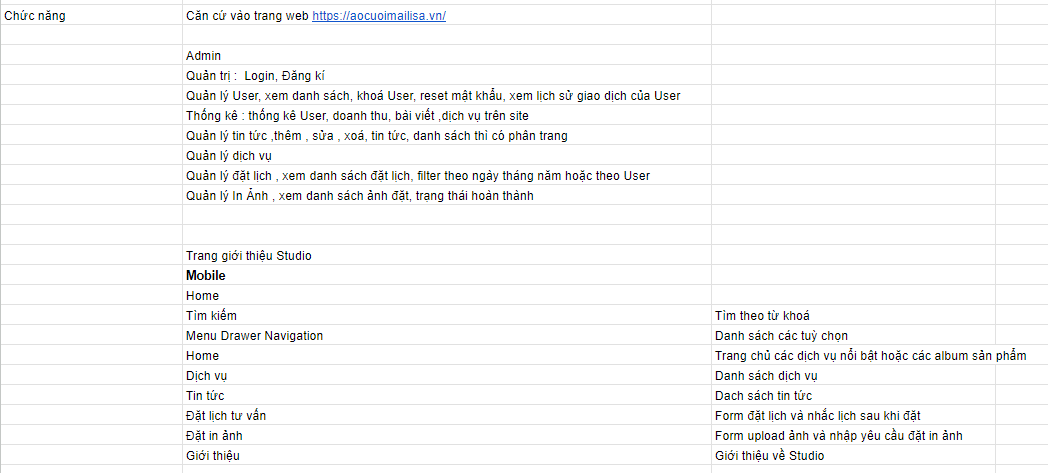 Chức năng Căn cứ vào trang web https://aocuoimailisa.vn/
Admin
Quản trị : Login, Đăng kí
Quản lý User, xem danh sách, khoá User, reset mật khẩu, xem lịch sử giao dịch của User
Thống kê : thống kê User, doanh thu, bài viết ,dịch vụ trên site
Quản lý tin tức ,thêm , sửa , xoá, tin tức, danh sách thì có phân trang
Quản lý dịch vụ
Quản lý đặt lịch , xem danh sách đặt lịch, filter theo ngày tháng năm hoặc theo User
Quản lý In Ảnh , xem danh sách ảnh đặt, trạng thái hoàn thành
Trang giới thiệu Studio
Mobile
Home
Tìm kiếm Tìm theo từ khoá
Menu Drawer Navigation Danh sách các tuỳ chọn
Home Trang chủ các dịch vụ nổi bật hoặc các album sản phẩm
Dịch vụ Danh sách dịch vụ
Tin tức Dach sách tin tức
Đặt lịch tư vấn Form đặt lịch và nhắc lịch sau khi đặt
Đặt in ảnh Form upload ảnh và nhập yêu cầu đặt in ảnh
Giới thiệu Giới thiệu về Studio